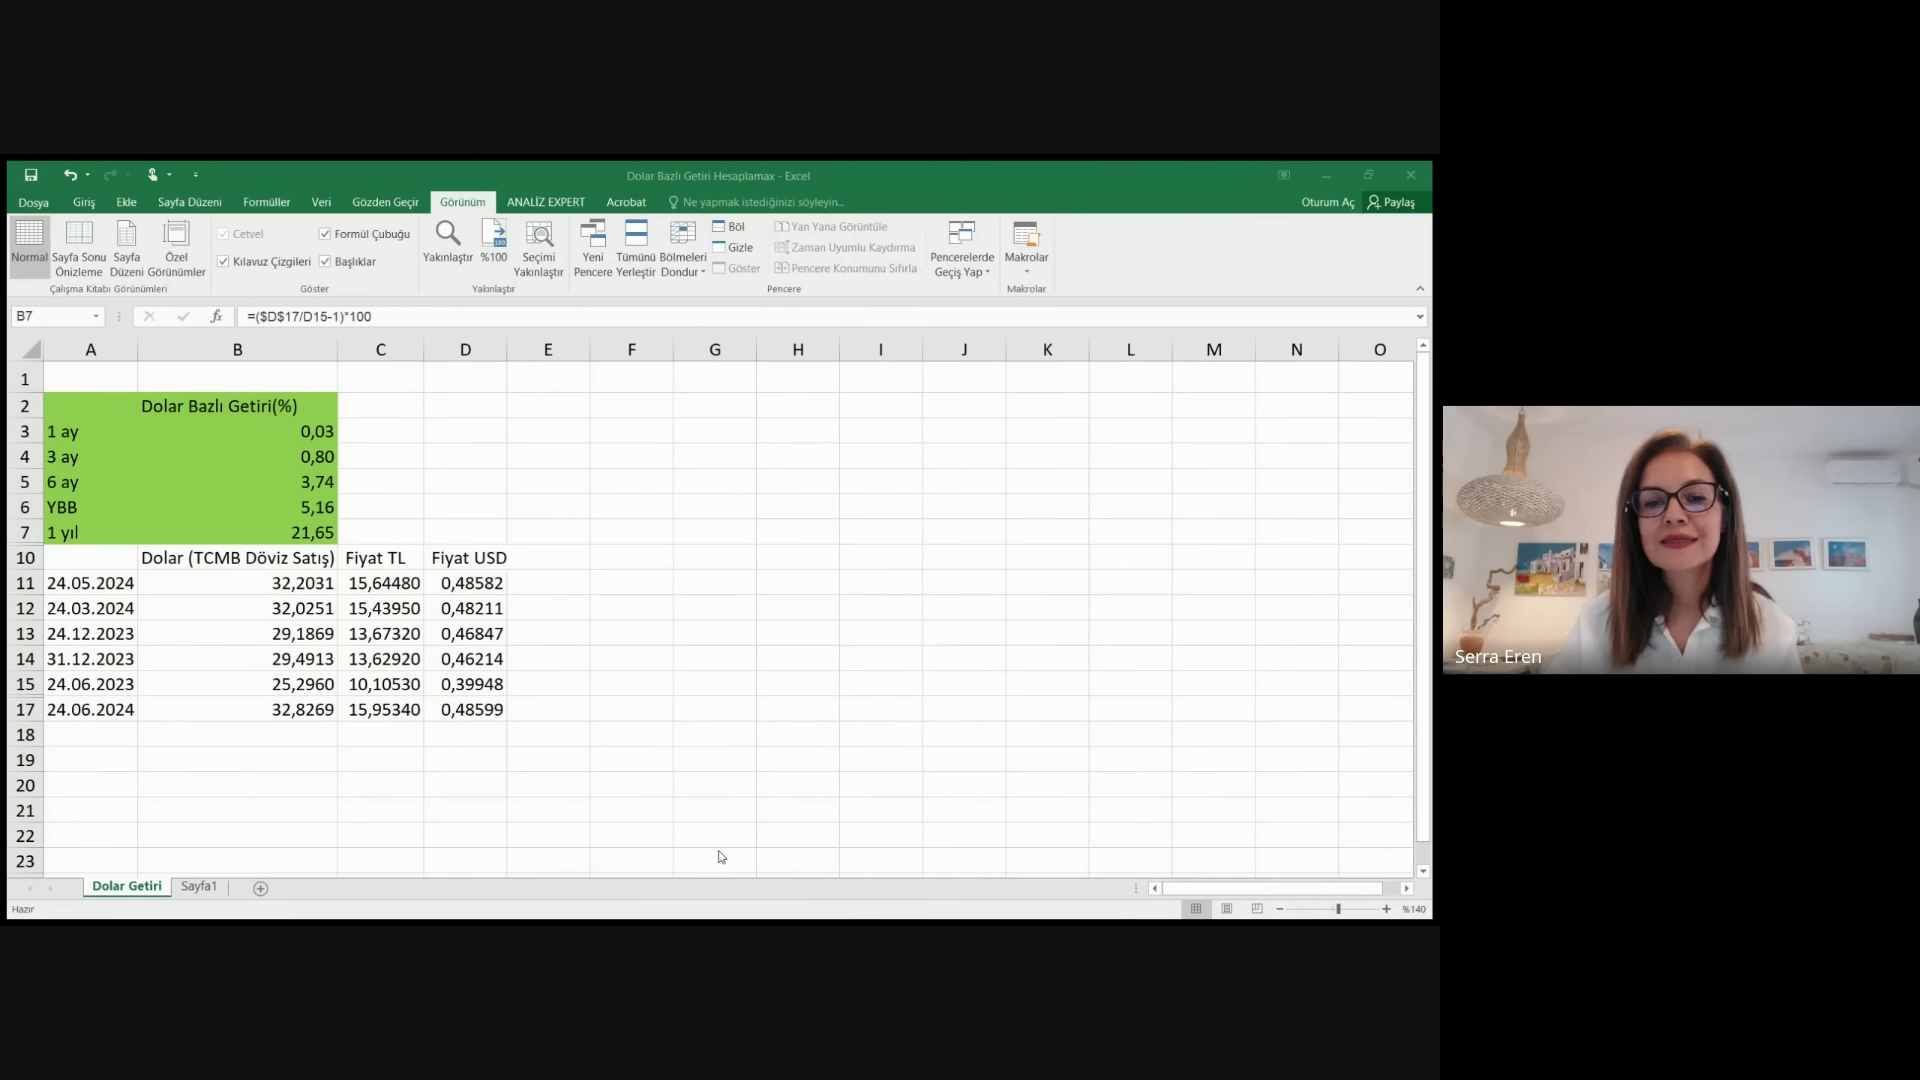 Dolar Bazlı Getiri Hesaplamax - Excel
Dosya Giriş Ekle Sayfa Düzeni Formüller Veri Gözden Geçir Görünüm ANALİZ EXPERT Acrobat Ne yapmak istediğinizi söyleyin... Oturum Aç Paylaş
Normal Sayfa Sonu Önizleme Sayfa Düzeni Özel Görünümler
Çalışma Kitabı Görünümleri
Cetvel Formül Çubuğu
Kılavuz Çizgileri Başlıklar
Göster
Yakınlaştır %100 Seçimi Yakınlaştır
Yakınlaştır
Yeni Pencere Tümünü Yerleştir Bölmeleri Dondur
Böl
Gizle
Göster
Yan Yana Görüntüle
Zaman Uyumlu Kaydırma
Pencere Konumunu Sıfırla
Pencerelerde Geçiş Yap
Pencere
Makrolar
Makrolar
B7 fx =($D$17/D15-1)*100
A B C D E F G H I J K L M N O
1
2 Dolar Bazlı Getiri(%)
3 1 ay 0,03
4 3 ay 0,80
5 6 ay 3,74
6 YBB 5,16
7 1 yıl 21,65
10 Dolar (TCMB Döviz Satış) Fiyat TL Fiyat USD
11 24.05.2024 32,2031 15,64480 0,48582
12 24.03.2024 32,0251 15,43950 0,48211
13 24.12.2023 29,1869 13,67320 0,46847
14 31.12.2023 29,4913 13,62920 0,46214
15 24.06.2023 25,2960 10,10530 0,39948
17 24.06.2024 32,8269 15,95340 0,48599
18
19
20
21
22
23
Dolar Getiri Sayfa1
Hazır %140
Serra Eren